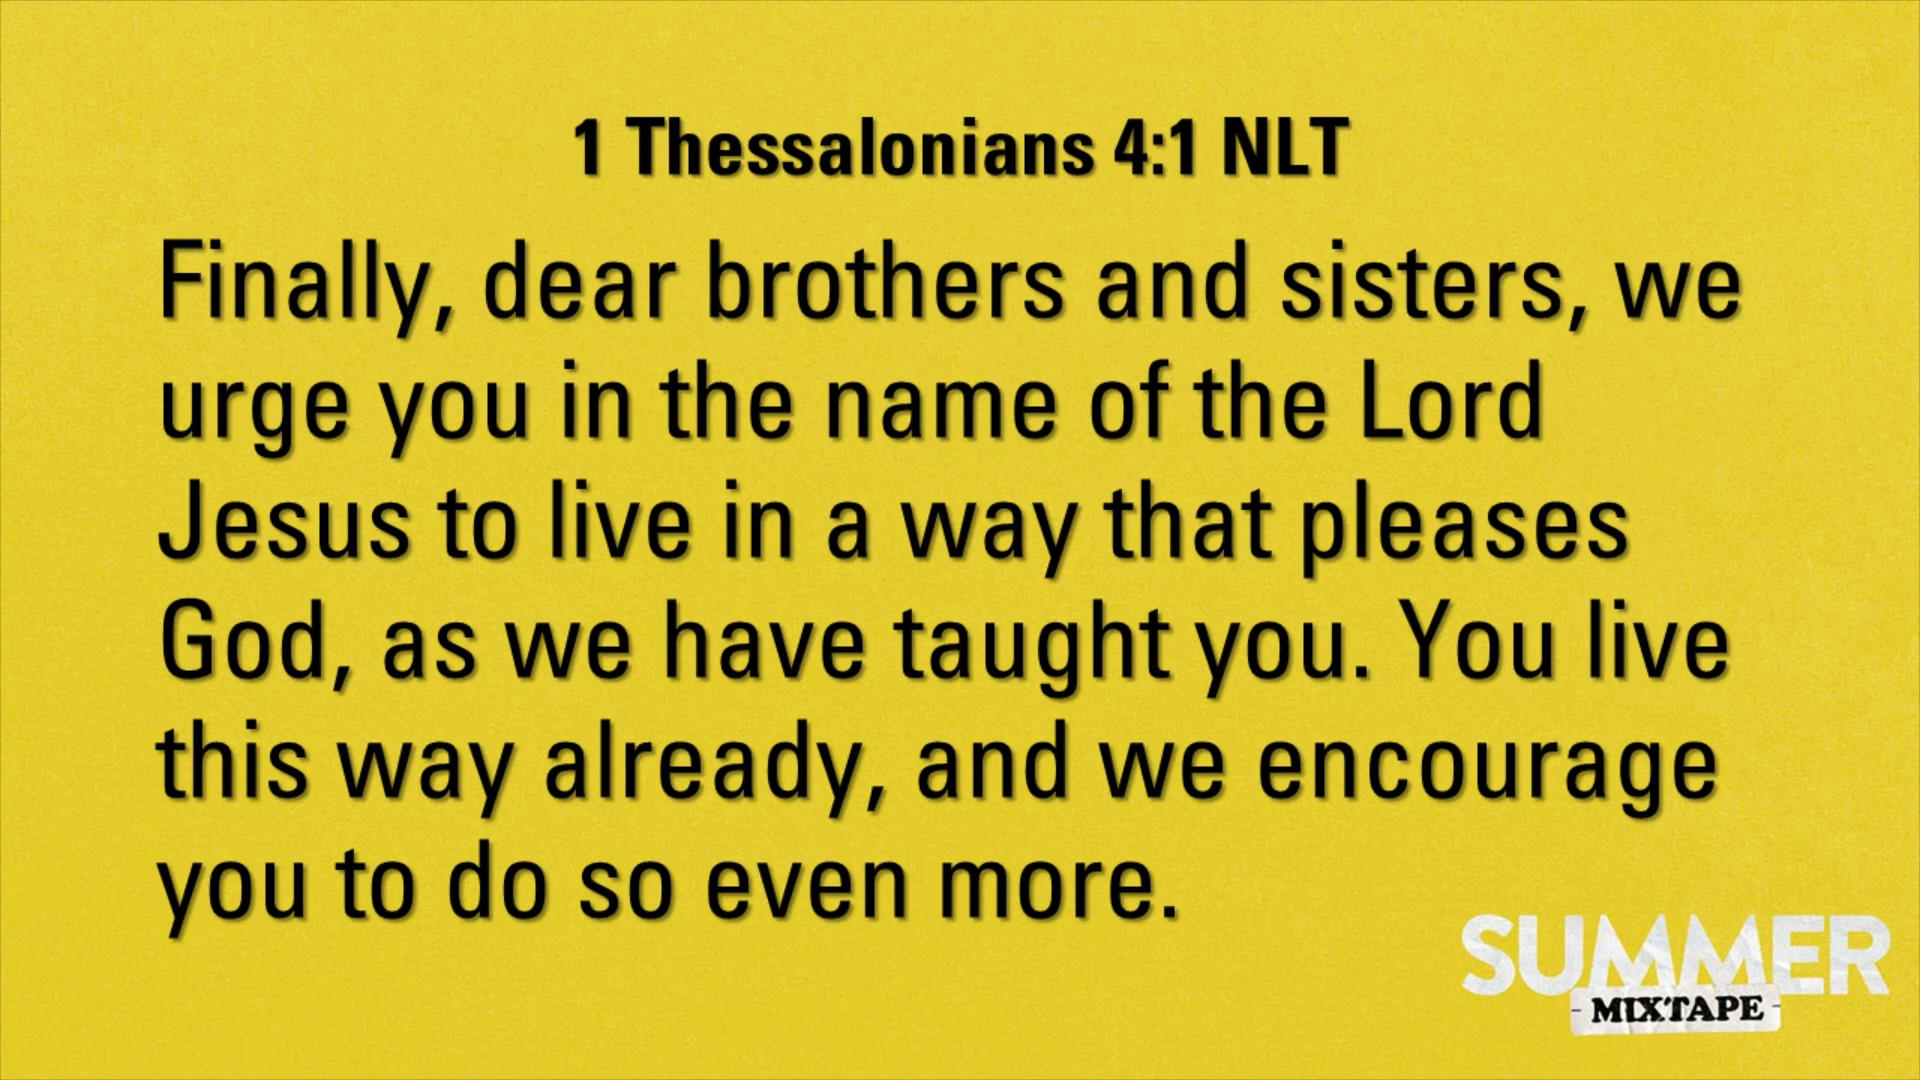 1 Thessalonians 4:1 NLT
Finally, dear brothers and sisters, we
urge you in the name of the Lord
Jesus to live in a way that pleases
God, as we have taught you. You live
this way already, and we encourage
you to do so even more.
SUMMER
- MIXTAPE -